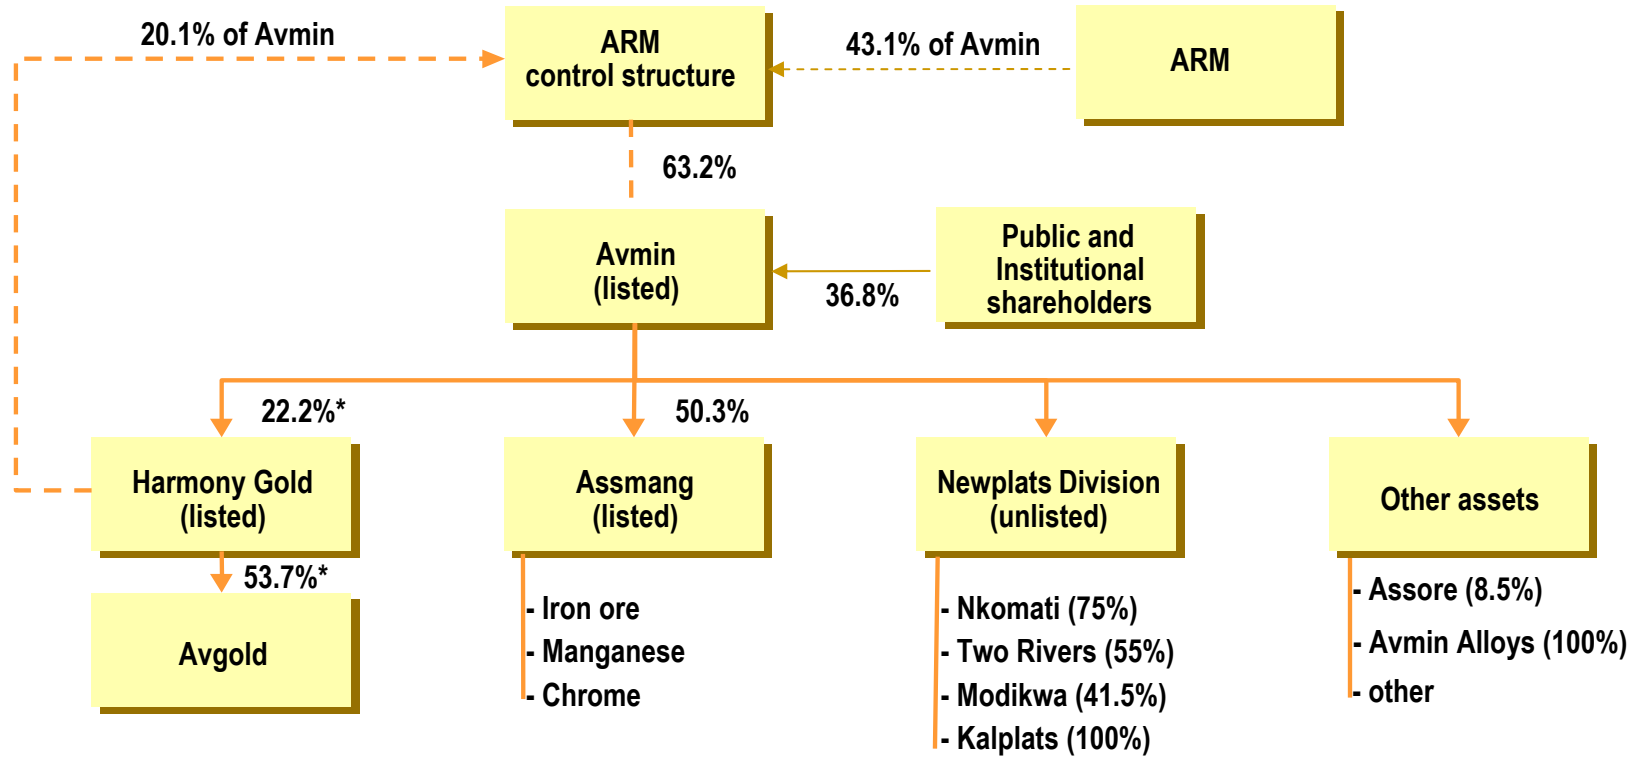 20.1% of Avmin
ARM
control structure
43.1% of Avmin
ARM
63.2%
Avmin
(listed)
36.8%
Public and
Institutional
shareholders
22.2%*
50.3%
Harmony Gold
(listed)
Assmang
(listed)
Newplats Division
(unlisted)
Other assets
53.7%*
Avgold
- Iron ore
- Manganese
- Chrome
- Nkomati (75%)
- Two Rivers (55%)
- Modikwa (41.5%)
- Kalplats (100%)
- Assore (8.5%)
- Avmin Alloys (100%)
- other